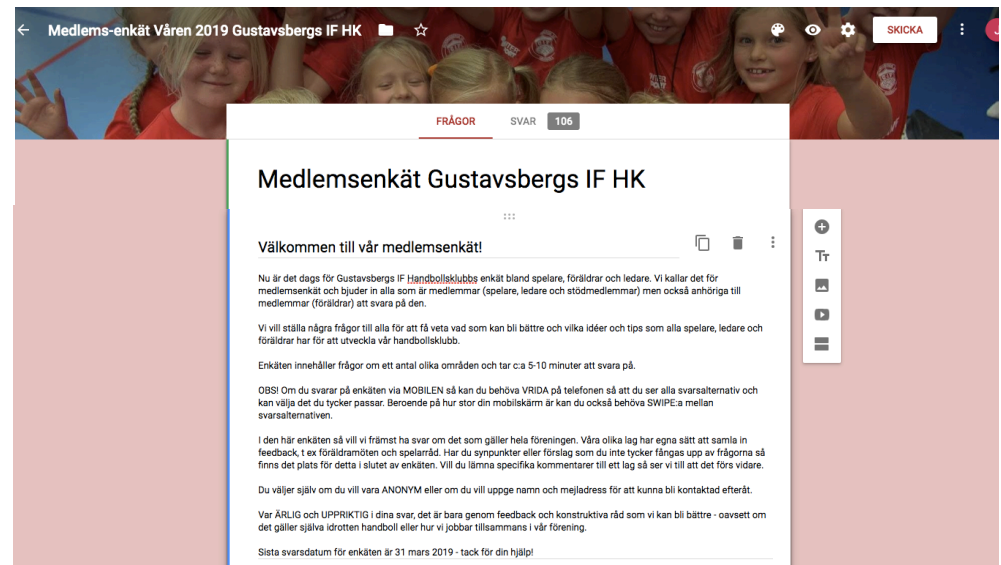 Medlems-enkät Våren 2019 Gustavsbergs IF HK
SKICKA
FRÅGOR SVAR 106
Medlemsenkät Gustavsbergs IF HK
Välkommen till vår medlemsenkät!
Tт
Nu är det dags för Gustavsbergs IF Handbollsklubbs enkät bland spelare, föräldrar och ledare. Vi kallar det för
medlemsenkät och bjuder in alla som är medlemmar (spelare, ledare och stödmedlemmar) men också anhöriga till
medlemmar (föräldrar) att svara på den.
Vi vill ställa några frågor till alla för att få veta vad som kan bli bättre och vilka idéer och tips som alla spelare, ledare och
föräldrar har för att utveckla vår handbollsklubb.
Enkäten innehåller frågor om ett antal olika områden och tar c:a 5-10 minuter att svara på.
OBS! Om du svarar på enkäten via MOBILEN så kan du behöva VRIDA på telefonen så att du ser alla svarsalternativ och
kan välja det du tycker passar. Beroende på hur stor din mobilskärm är kan du också behöva SWIPE:a mellan
svarsalternativen.
I den här enkäten så vill vi främst ha svar om det som gäller hela föreningen. Våra olika lag har egna sätt att samla in
feedback, t ex föräldramöten och spelarråd. Har du synpunkter eller förslag som du inte tycker fångas upp av frågorna så
finns det plats för detta i slutet av enkäten. Vill du lämna specifika kommentarer till ett lag så ser vi till att det förs vidare.
Du väljer själv om du vill vara ANONYM eller om du vill uppge namn och mejladress för att kunna bli kontaktad efteråt.
Var ÄRLIG och UPPRIKTIG i dina svar, det är bara genom feedback och konstruktiva råd som vi kan bli bättre - oavsett om
det gäller själva idrotten handboll eller hur vi jobbar tillsammans i vår förening.
Sista svarsdatum för enkäten är 31 mars 2019 - tack för din hjälp!